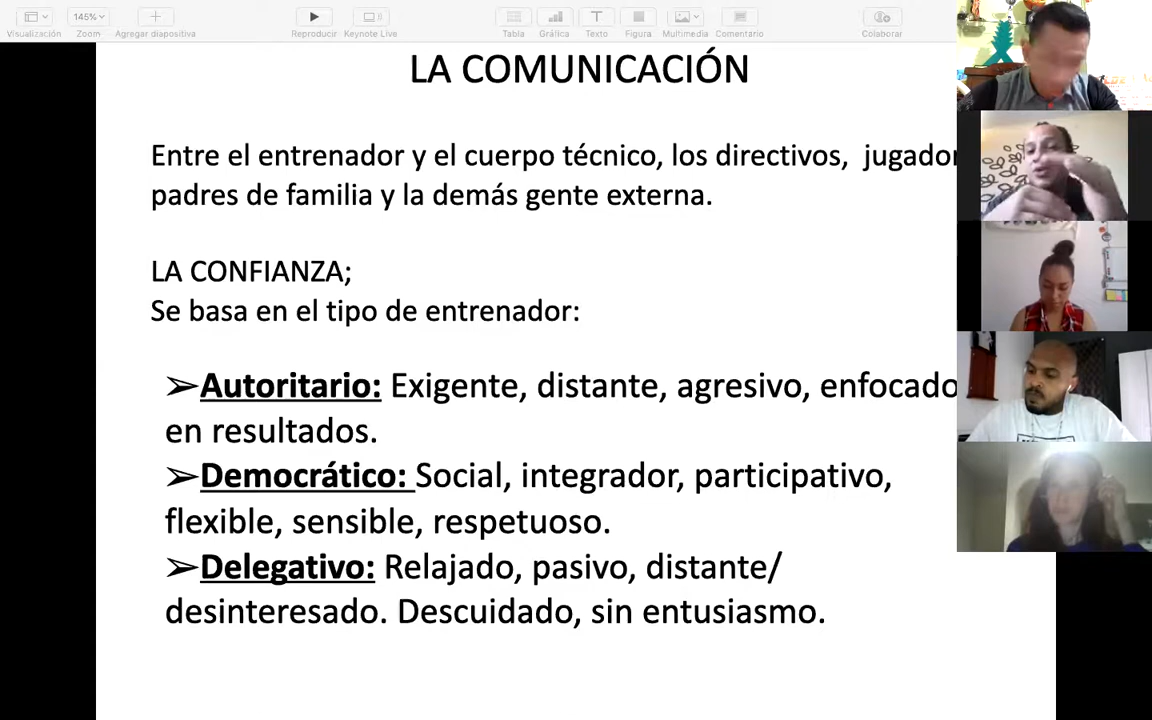 Visualización
145%
Zoom
Agregar diapositiva
Reproducir
Keynote Live
Tabla
Gráfica
Texto
Figura
Multimedia
Comentario
Colaborar
LA COMUNICACIÓN
Entre el entrenador y el cuerpo técnico, los directivos, jugador
padres de familia y la demás gente externa.
LA CONFIANZA;
Se basa en el tipo de entrenador:
➢Autoritario: Exigente, distante, agresivo, enfocado
en resultados.
➢Democrático: Social, integrador, participativo,
flexible, sensible, respetuoso.
➢Delegativo: Relajado, pasivo, distante/
desinteresado. Descuidado, sin entusiasmo.